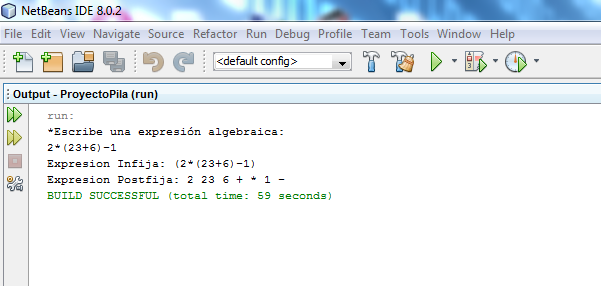 NetBeans IDE 8.0.2
File Edit View Navigate Source Refactor Run Debug Profile Team Tools Window Help
<default config>
Output - ProyectoPila (run)
run:
*Escribe una expresión algebraica:
2*(23+6)-1
Expresion Infija: (2*(23+6)-1)
Expresion Postfija: 2 23 6 + * 1 -
BUILD SUCCESSFUL (total time: 59 seconds)